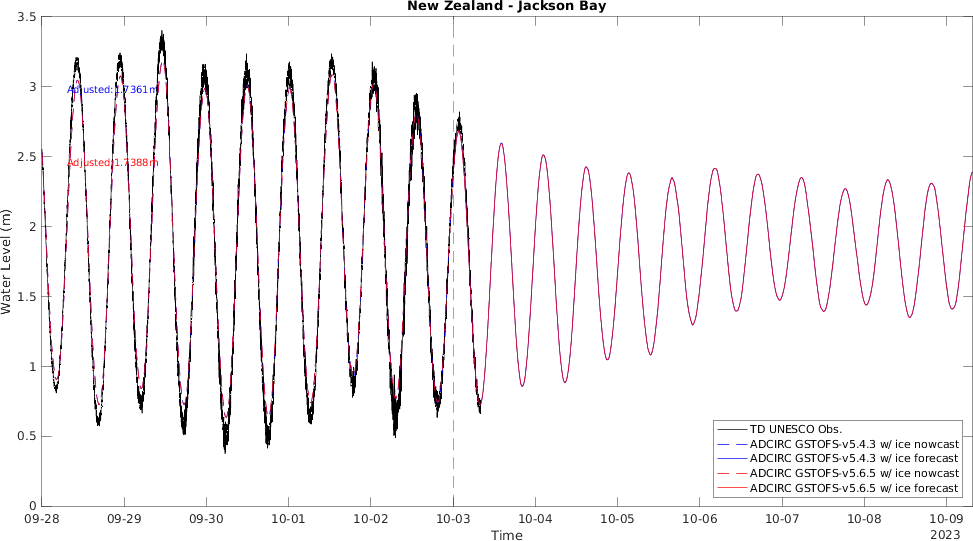 New Zealand - Jackson Bay
Water Level (m)
3.5
3
2.5
2
1.5
1
0.5
0
Adjusted:1.7361m
Adjusted:1.7388m
TD UNESCO Obs.
ADCIRC GSTOFS-v5.4.3 w/ ice nowcast
ADCIRC GSTOFS-v5.4.3 w/ ice forecast
ADCIRC GSTOFS-v5.6.5 w/ ice nowcast
ADCIRC GSTOFS-v5.6.5 w/ ice forecast
09-28 09-29 09-30 10-01 10-02 10-03 10-04 10-05 10-06 10-07 10-08 10-09
2023
Time